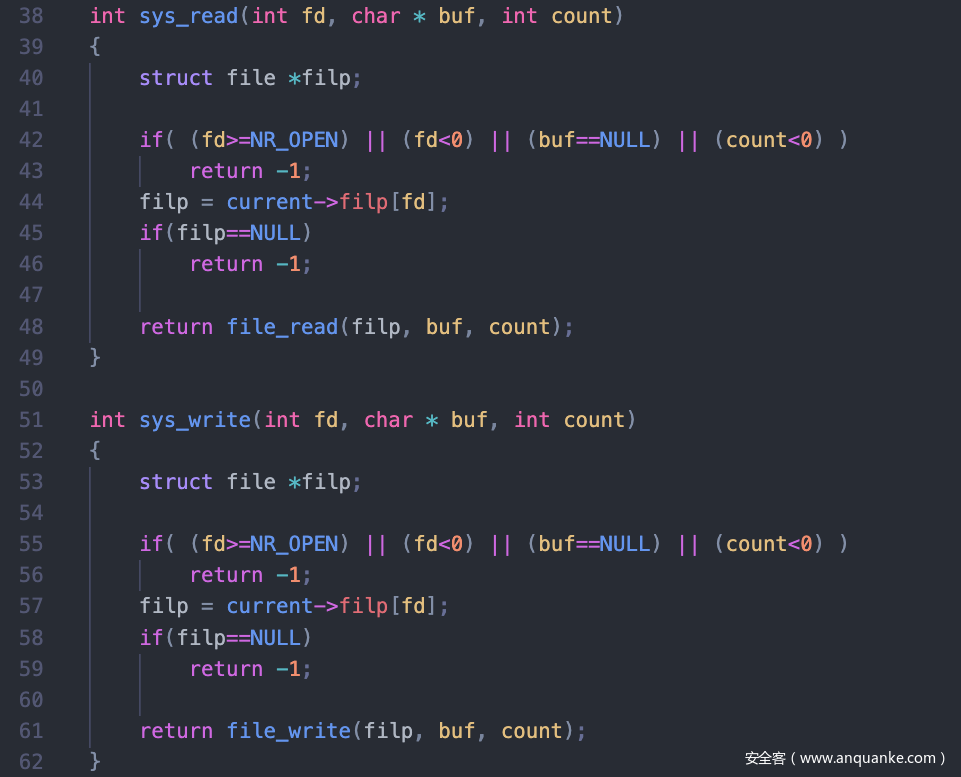 38 int sys_read(int fd, char * buf, int count)
39 {
40     struct file *filp;
41
42     if( (fd>=NR_OPEN) || (fd<0) || (buf==NULL) || (count<0) )
43         return -1;
44     filp = current->filp[fd];
45     if(filp==NULL)
46         return -1;
47
48     return file_read(filp, buf, count);
49 }
50
51 int sys_write(int fd, char * buf, int count)
52 {
53     struct file *filp;
54
55     if( (fd>=NR_OPEN) || (fd<0) || (buf==NULL) || (count<0) )
56         return -1;
57     filp = current->filp[fd];
58     if(filp==NULL)
59         return -1;
60
61     return file_write(filp, buf, count);
62 }
安全客（www.anquanke.com）